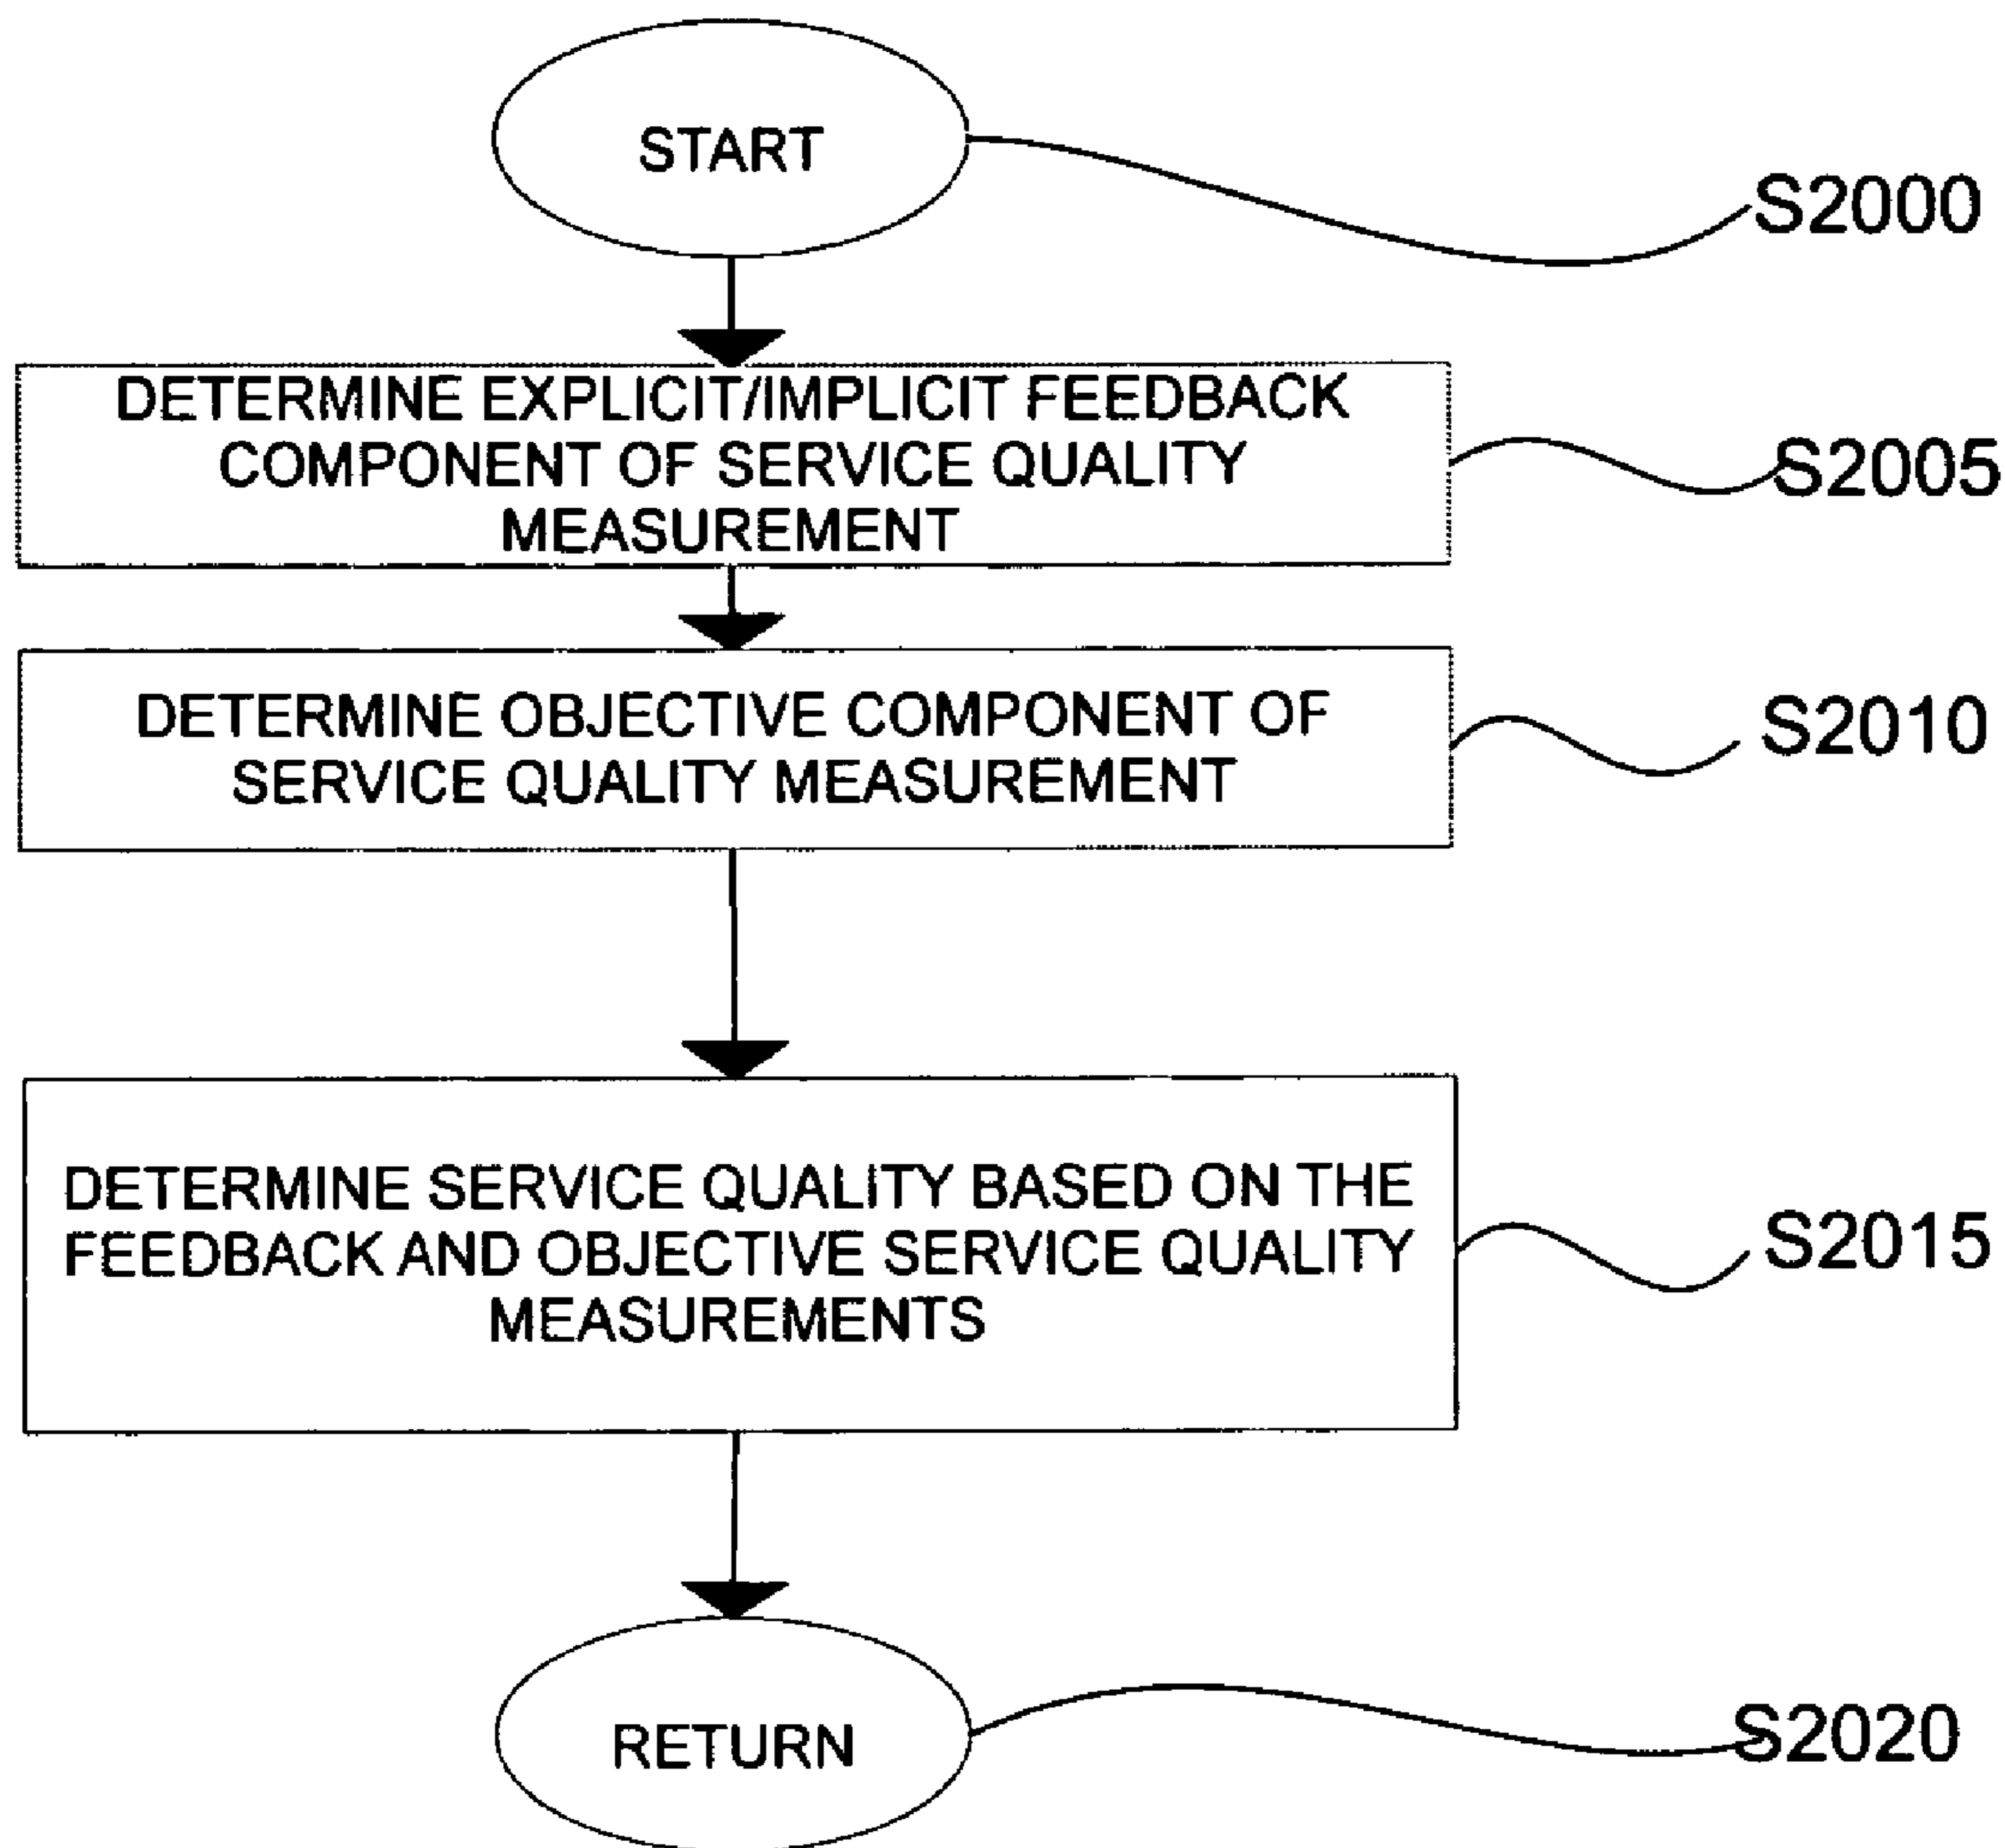 START
S2000
DETERMINE EXPLICIT/IMPLICIT FEEDBACK
COMPONENT OF SERVICE QUALITY
MEASUREMENT
S2005
DETERMINE OBJECTIVE COMPONENT OF
SERVICE QUALITY MEASUREMENT
S2010
DETERMINE SERVICE QUALITY BASED ON THE
FEEDBACK AND OBJECTIVE SERVICE QUALITY
MEASUREMENTS
S2015
RETURN
S2020